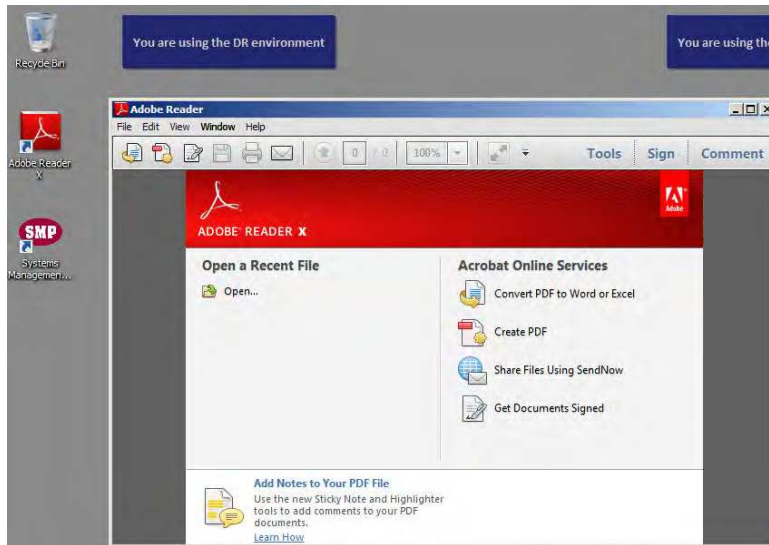 You are using the DR environment
You are using the
Recycle Bin
Adobe Reader
X
SMP
Systems
Managemen...
Adobe Reader
File Edit View Window Help
0 / 0 100% Tools Sign Comment
ADOBE® READER X
Adobe
Open a Recent File
Open...
Acrobat Online Services
Convert PDF to Word or Excel
Create PDF
Share Files Using SendNow
Get Documents Signed
Add Notes to Your PDF File
Use the new Sticky Note and Highlighter
tools to add comments to your PDF
documents.
Learn How